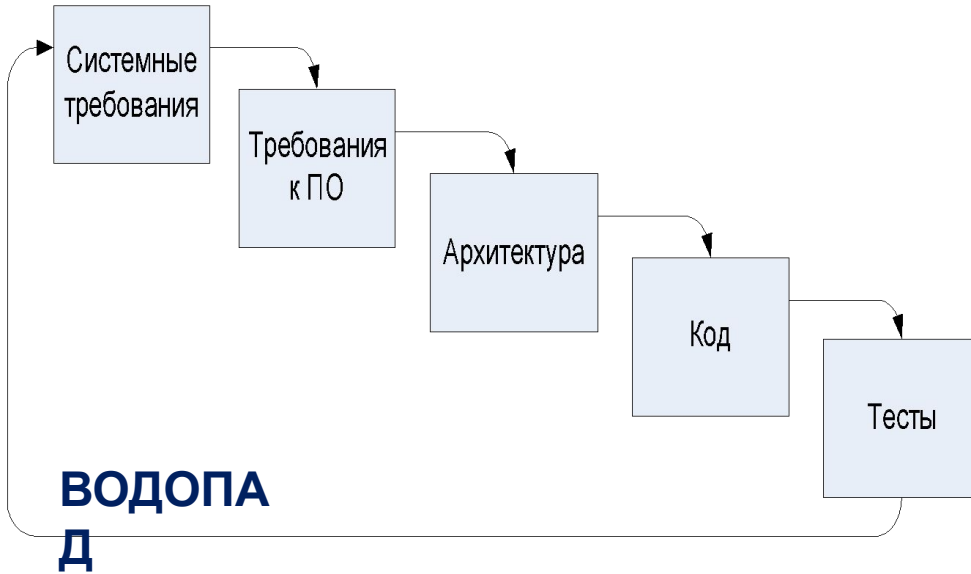 Системные
требования
Требования
к ПО
Архитектура
Код
Тесты
ВОДОПА
Д